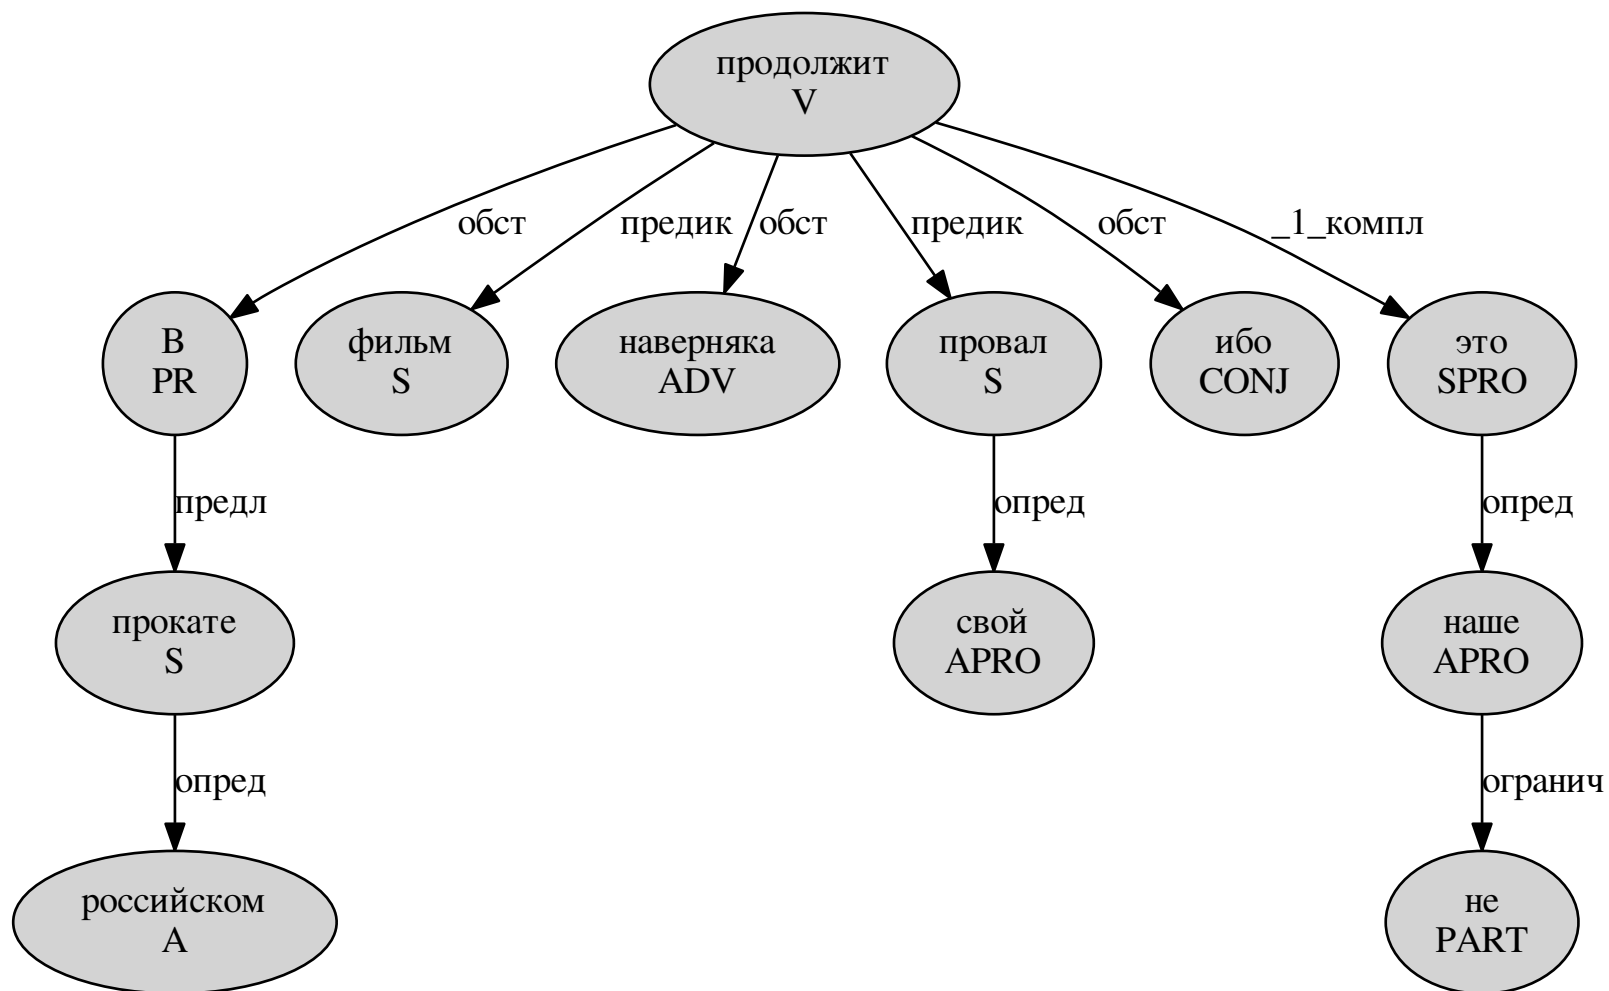 продолжит
V
обст
предик
обст
предик
обст
_1_компл
В
PR
фильм
S
наверняка
ADV
провал
S
ибо
CONJ
это
SPRO
предл
опред
опред
прокате
S
свой
APRO
наше
APRO
опред
огранич
российском
A
не
PART